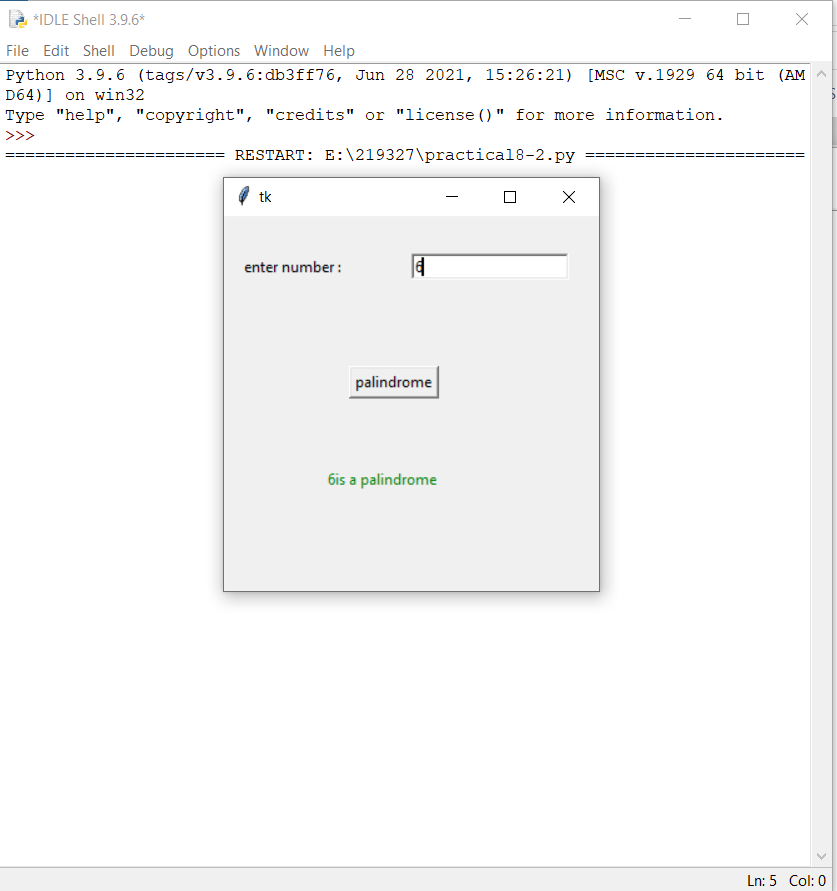 *IDLE Shell 3.9.6*
File Edit Shell Debug Options Window Help
Python 3.9.6 (tags/v3.9.6:db3ff76, Jun 28 2021, 15:26:21) [MSC v.1929 64 bit (AM
D64)] on win32
Type "help", "copyright", "credits" or "license()" for more information.
>>>
====================== RESTART: E:\219327\practical8-2.py ======================
tk
enter number :
6
palindrome
6is a palindrome
Ln: 5 Col: 0